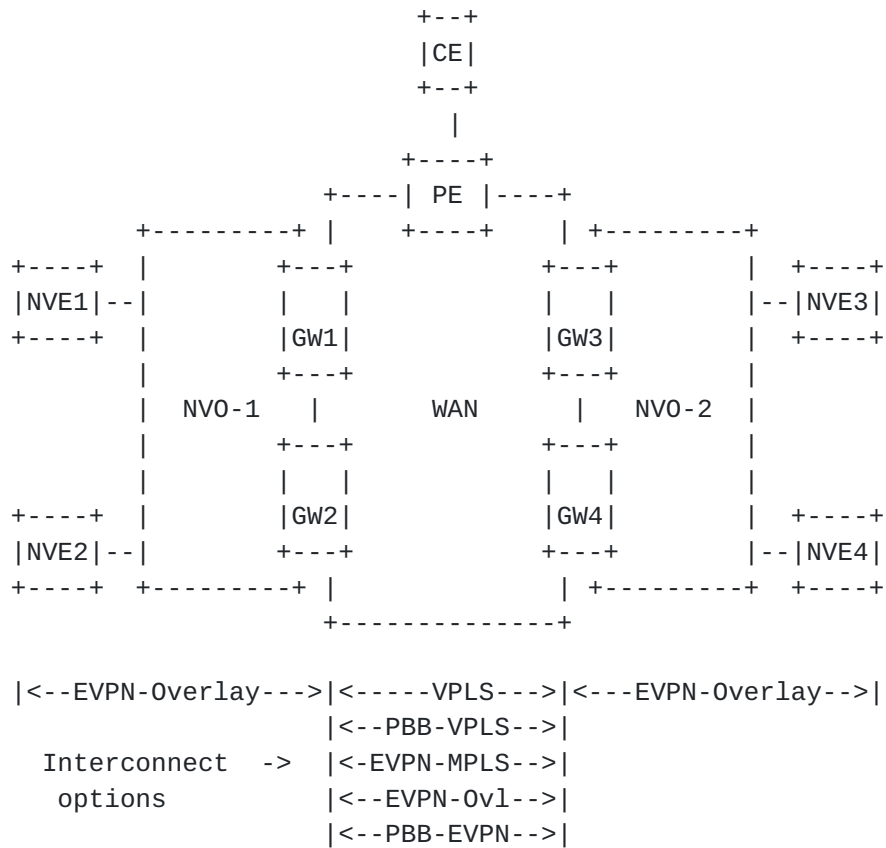 +--+
                           |CE|
                           +--+
                             |
                          +----+
                     +----| PE |----+
         +---------+ |    +----+    | +---------+
+----+   |        +---+            +---+        |  +----+
|NVE1|--|         |   |            |   |        |--|NVE3|
+----+   |        |GW1|            |GW3|        |  +----+
         |        +---+            +---+        |
         |  NVO-1   |       WAN       |   NVO-2  |
         |        +---+            +---+        |
         |        |   |            |   |        |
+----+   |        |GW2|            |GW4|        |  +----+
|NVE2|--|         +---+            +---+        |--|NVE4|
+----+  +---------+ |              | +---------+  +----+
                    +--------------+
|<--EVPN-Overlay--->|<-----VPLS--->|<---EVPN-Overlay-->|
                    |<--PBB-VPLS-->|
  Interconnect  ->  |<-EVPN-MPLS-->|
   options          |<--EVPN-Ovl-->|
                    |<--PBB-EVPN-->|